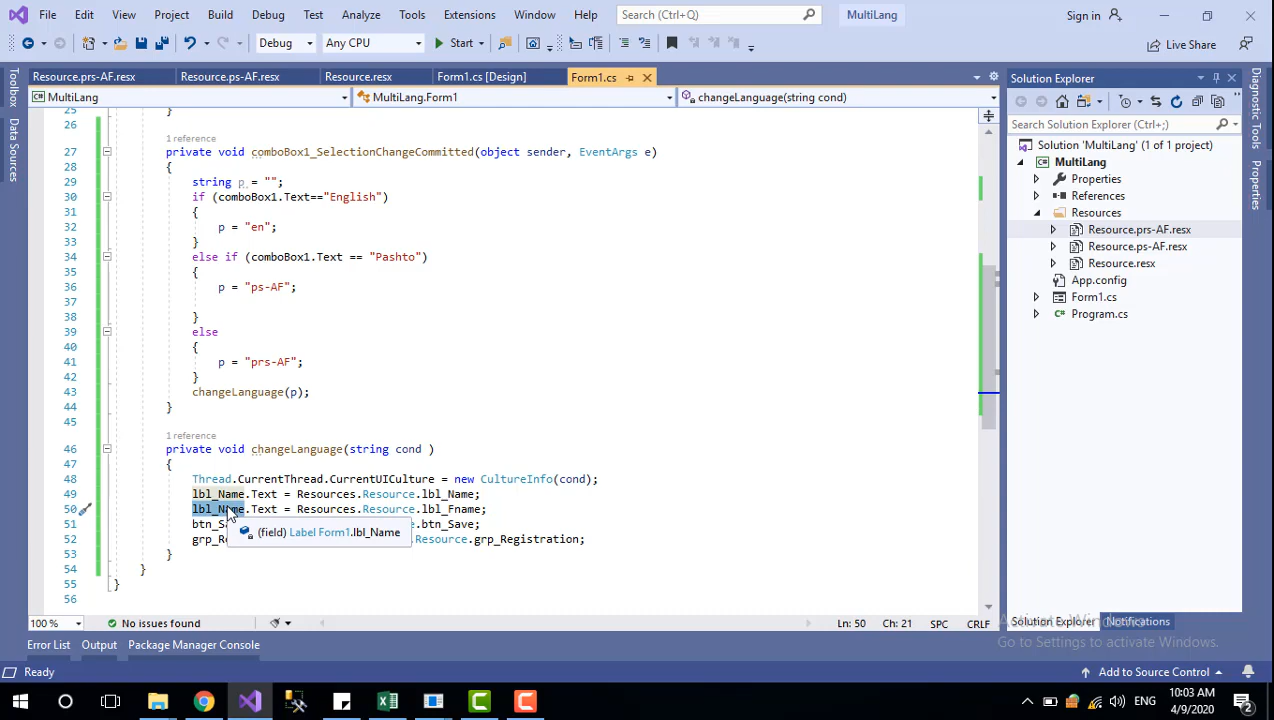 File Edit View Project Build Debug Test Analyze Tools Extensions Window Help Search (Ctrl+Q) MultiLang Sign in
Debug Any CPU Start Live Share
Resource.prs-AF.resx Resource.ps-AF.resx Resource.resx Form1.cs [Design] Form1.cs
MultiLang MultiLang.Form1 changeLanguage(string cond)
Toolbox
Data Sources
25 }
26
1 reference
27 private void comboBox1_SelectionChangeCommitted(object sender, EventArgs e)
28 {
29 string p = "";
30 if (comboBox1.Text=="English")
31 {
32 p = "en";
33 }
34 else if (comboBox1.Text == "Pashto")
35 {
36 p = "ps-AF";
37
38 }
39 else
40 {
41 p = "prs-AF";
42 }
43 changeLanguage(p);
44 }
45
1 reference
46 private void changeLanguage(string cond )
47 {
48 Thread.CurrentThread.CurrentUICulture = new CultureInfo(cond);
49 lbl_Name.Text = Resources.Resource.lbl_Name;
50 lbl_Name.Text = Resources.Resource.lbl_Fname;
51 btn_S .btn_Save;
(field) Label Form1.lbl_Name
52 grp_R Resource.grp_Registration;
53 }
54 }
55 }
56
100 % No issues found Ln: 50 Ch: 21 SPC CRLF
Solution Explorer
Search Solution Explorer (Ctrl+;)
Solution 'MultiLang' (1 of 1 project)
MultiLang
Properties
References
Resources
Resource.prs-AF.resx
Resource.ps-AF.resx
Resource.resx
App.config
Form1.cs
Program.cs
Diagnostic Tools
Properties
Solution Explorer Notifications
Activate Windows
Go to Settings to activate Windows.
Error List Output Package Manager Console
Ready Add to Source Control
ENG 10:03 AM
4/9/2020 2